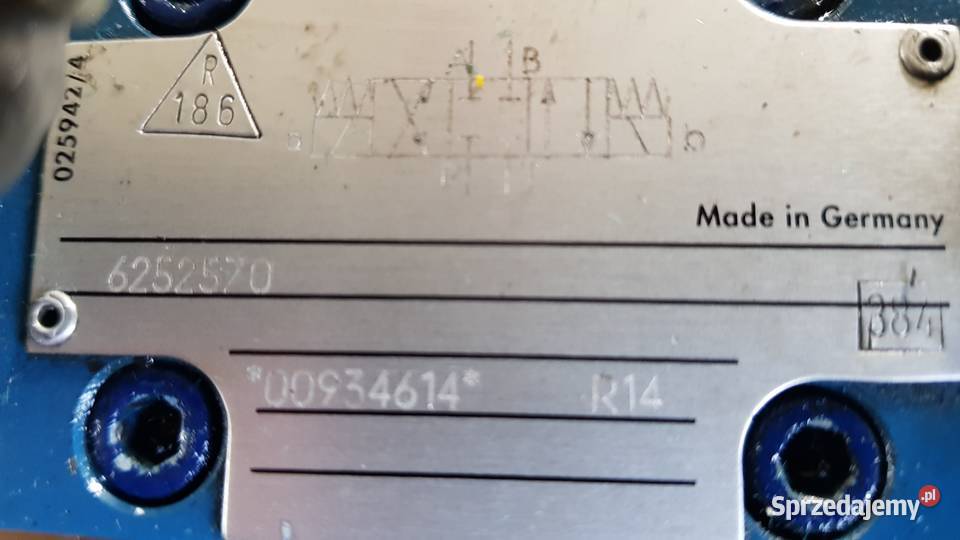 R
186
025942/4
A B
a
b
Made in Germany
6252570
384
*00934614* R14
Sprzedajemy.pl